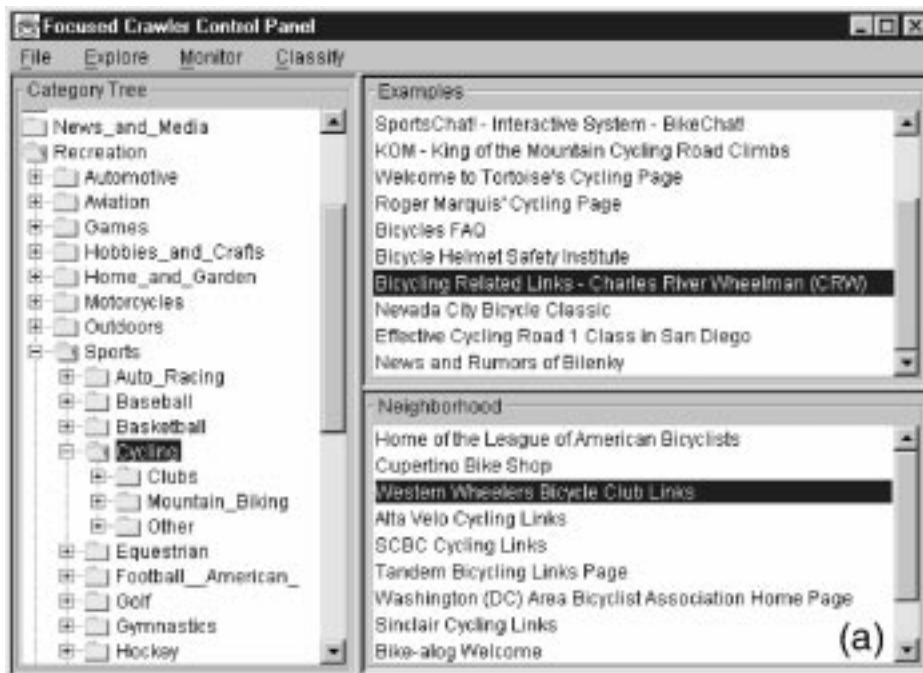 Focused Crawler Control Panel
File Explore Monitor Classify
Category Tree
News_and_Media
Recreation
Automotive
Aviation
Games
Hobbies_and_Crafts
Home_and_Garden
Motorcycles
Outdoors
Sports
Auto_Racing
Baseball
Basketball
Cycling
Clubs
Mountain_Biking
Other
Equestrian
Football__American_
Golf
Gymnastics
Hockey
Examples
SportsChat! - Interactive System - BikeChat!
KOM - King of the Mountain Cycling Road Climbs
Welcome to Tortoise's Cycling Page
Roger Marquis' Cycling Page
Bicycles FAQ
Bicycle Helmet Safety Institute
Bicycling Related Links - Charles River Wheelman (CRW)
Nevada City Bicycle Classic
Effective Cycling Road 1 Class in San Diego
News and Rumors of Bilenky
Neighborhood
Home of the League of American Bicyclists
Cupertino Bike Shop
Western Wheelers Bicycle Club Links
Alta Velo Cycling Links
SCBC Cycling Links
Tandem Bicycling Links Page
Washington (DC) Area Bicyclist Association Home Page
Sinclair Cycling Links
Bike-alog Welcome
(a)